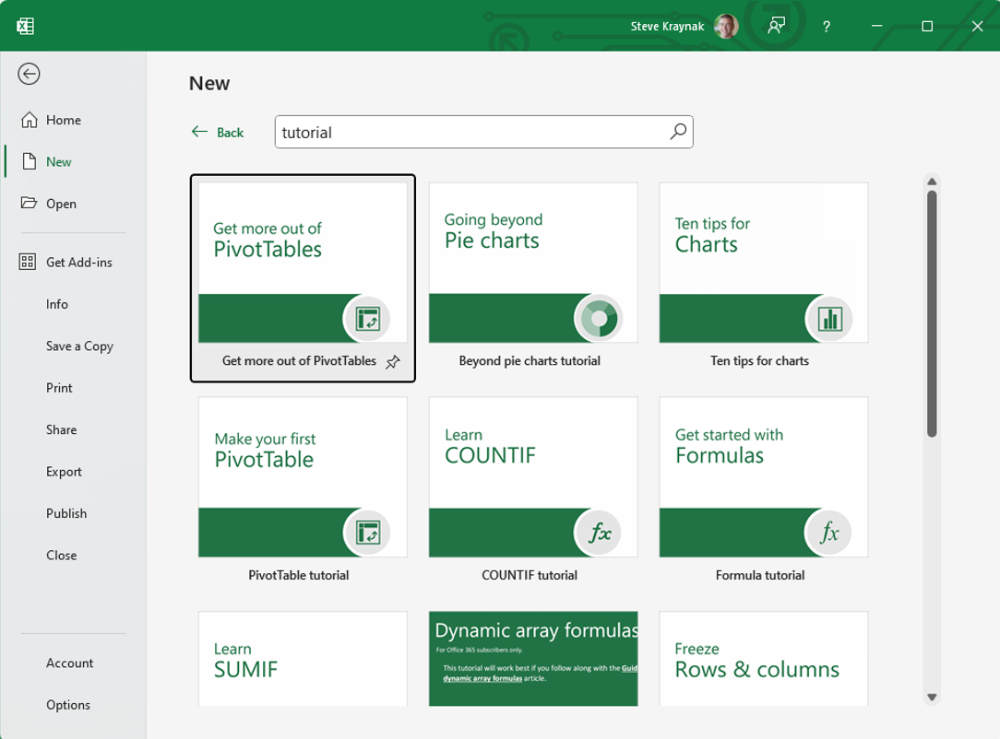 Steve Kraynak
?
New
Home
Back
tutorial
New
Open
Get Add-ins
Info
Save a Copy
Print
Share
Export
Publish
Close
Account
Options
Get more out of
PivotTables
Get more out of PivotTables
Going beyond
Pie charts
Beyond pie charts tutorial
Ten tips for
Charts
Ten tips for charts
Make your first
PivotTable
PivotTable tutorial
Learn
COUNTIF
fx
COUNTIF tutorial
Get started with
Formulas
fx
Formula tutorial
Learn
SUMIF
Dynamic array formulas
For Office 365 subscribers only.
This tutorial will work best if you follow along with the Guid
dynamic array formulas article.
Freeze
Rows & columns